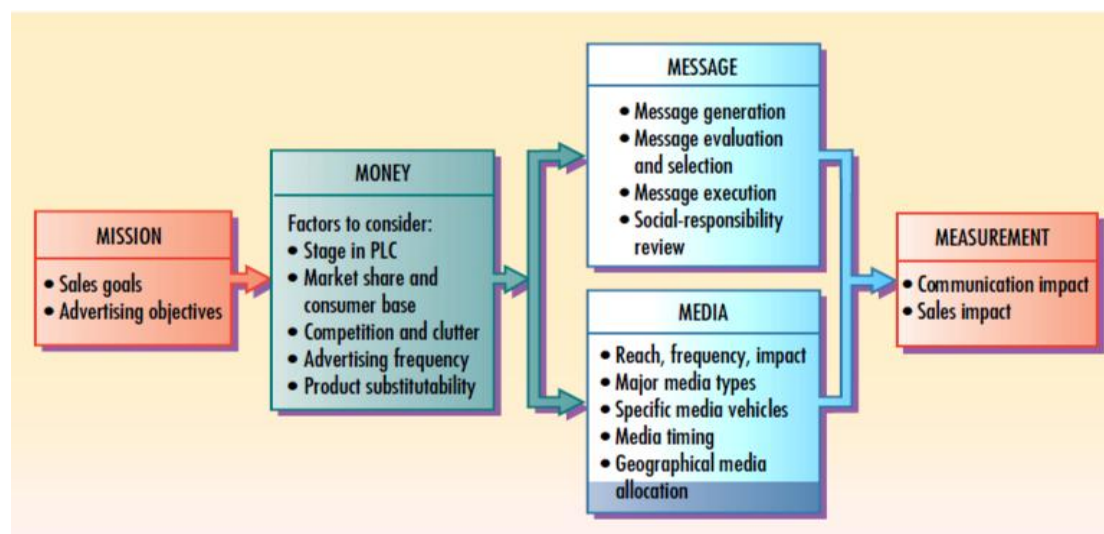 MISSION
• Sales goals
• Advertising objectives
MONEY
Factors to consider:
• Stage in PLC
• Market share and
consumer base
• Competition and clutter
• Advertising frequency
• Product substitutability
MESSAGE
• Message generation
• Message evaluation
and selection
• Message execution
• Social-responsibility
review
MEDIA
• Reach, frequency, impact
• Major media types
• Specific media vehicles
• Media timing
• Geographical media
allocation
MEASUREMENT
• Communication impact
• Sales impact